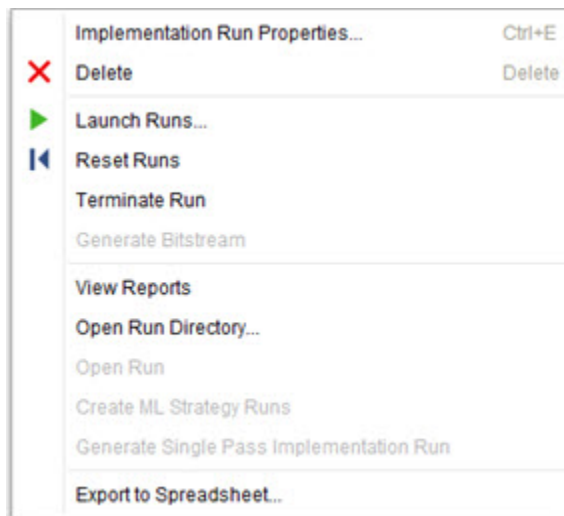 Implementation Run Properties... Ctrl+E
Delete Delete
Launch Runs...
Reset Runs
Terminate Run
Generate Bitstream
View Reports
Open Run Directory...
Open Run
Create ML Strategy Runs
Generate Single Pass Implementation Run
Export to Spreadsheet...